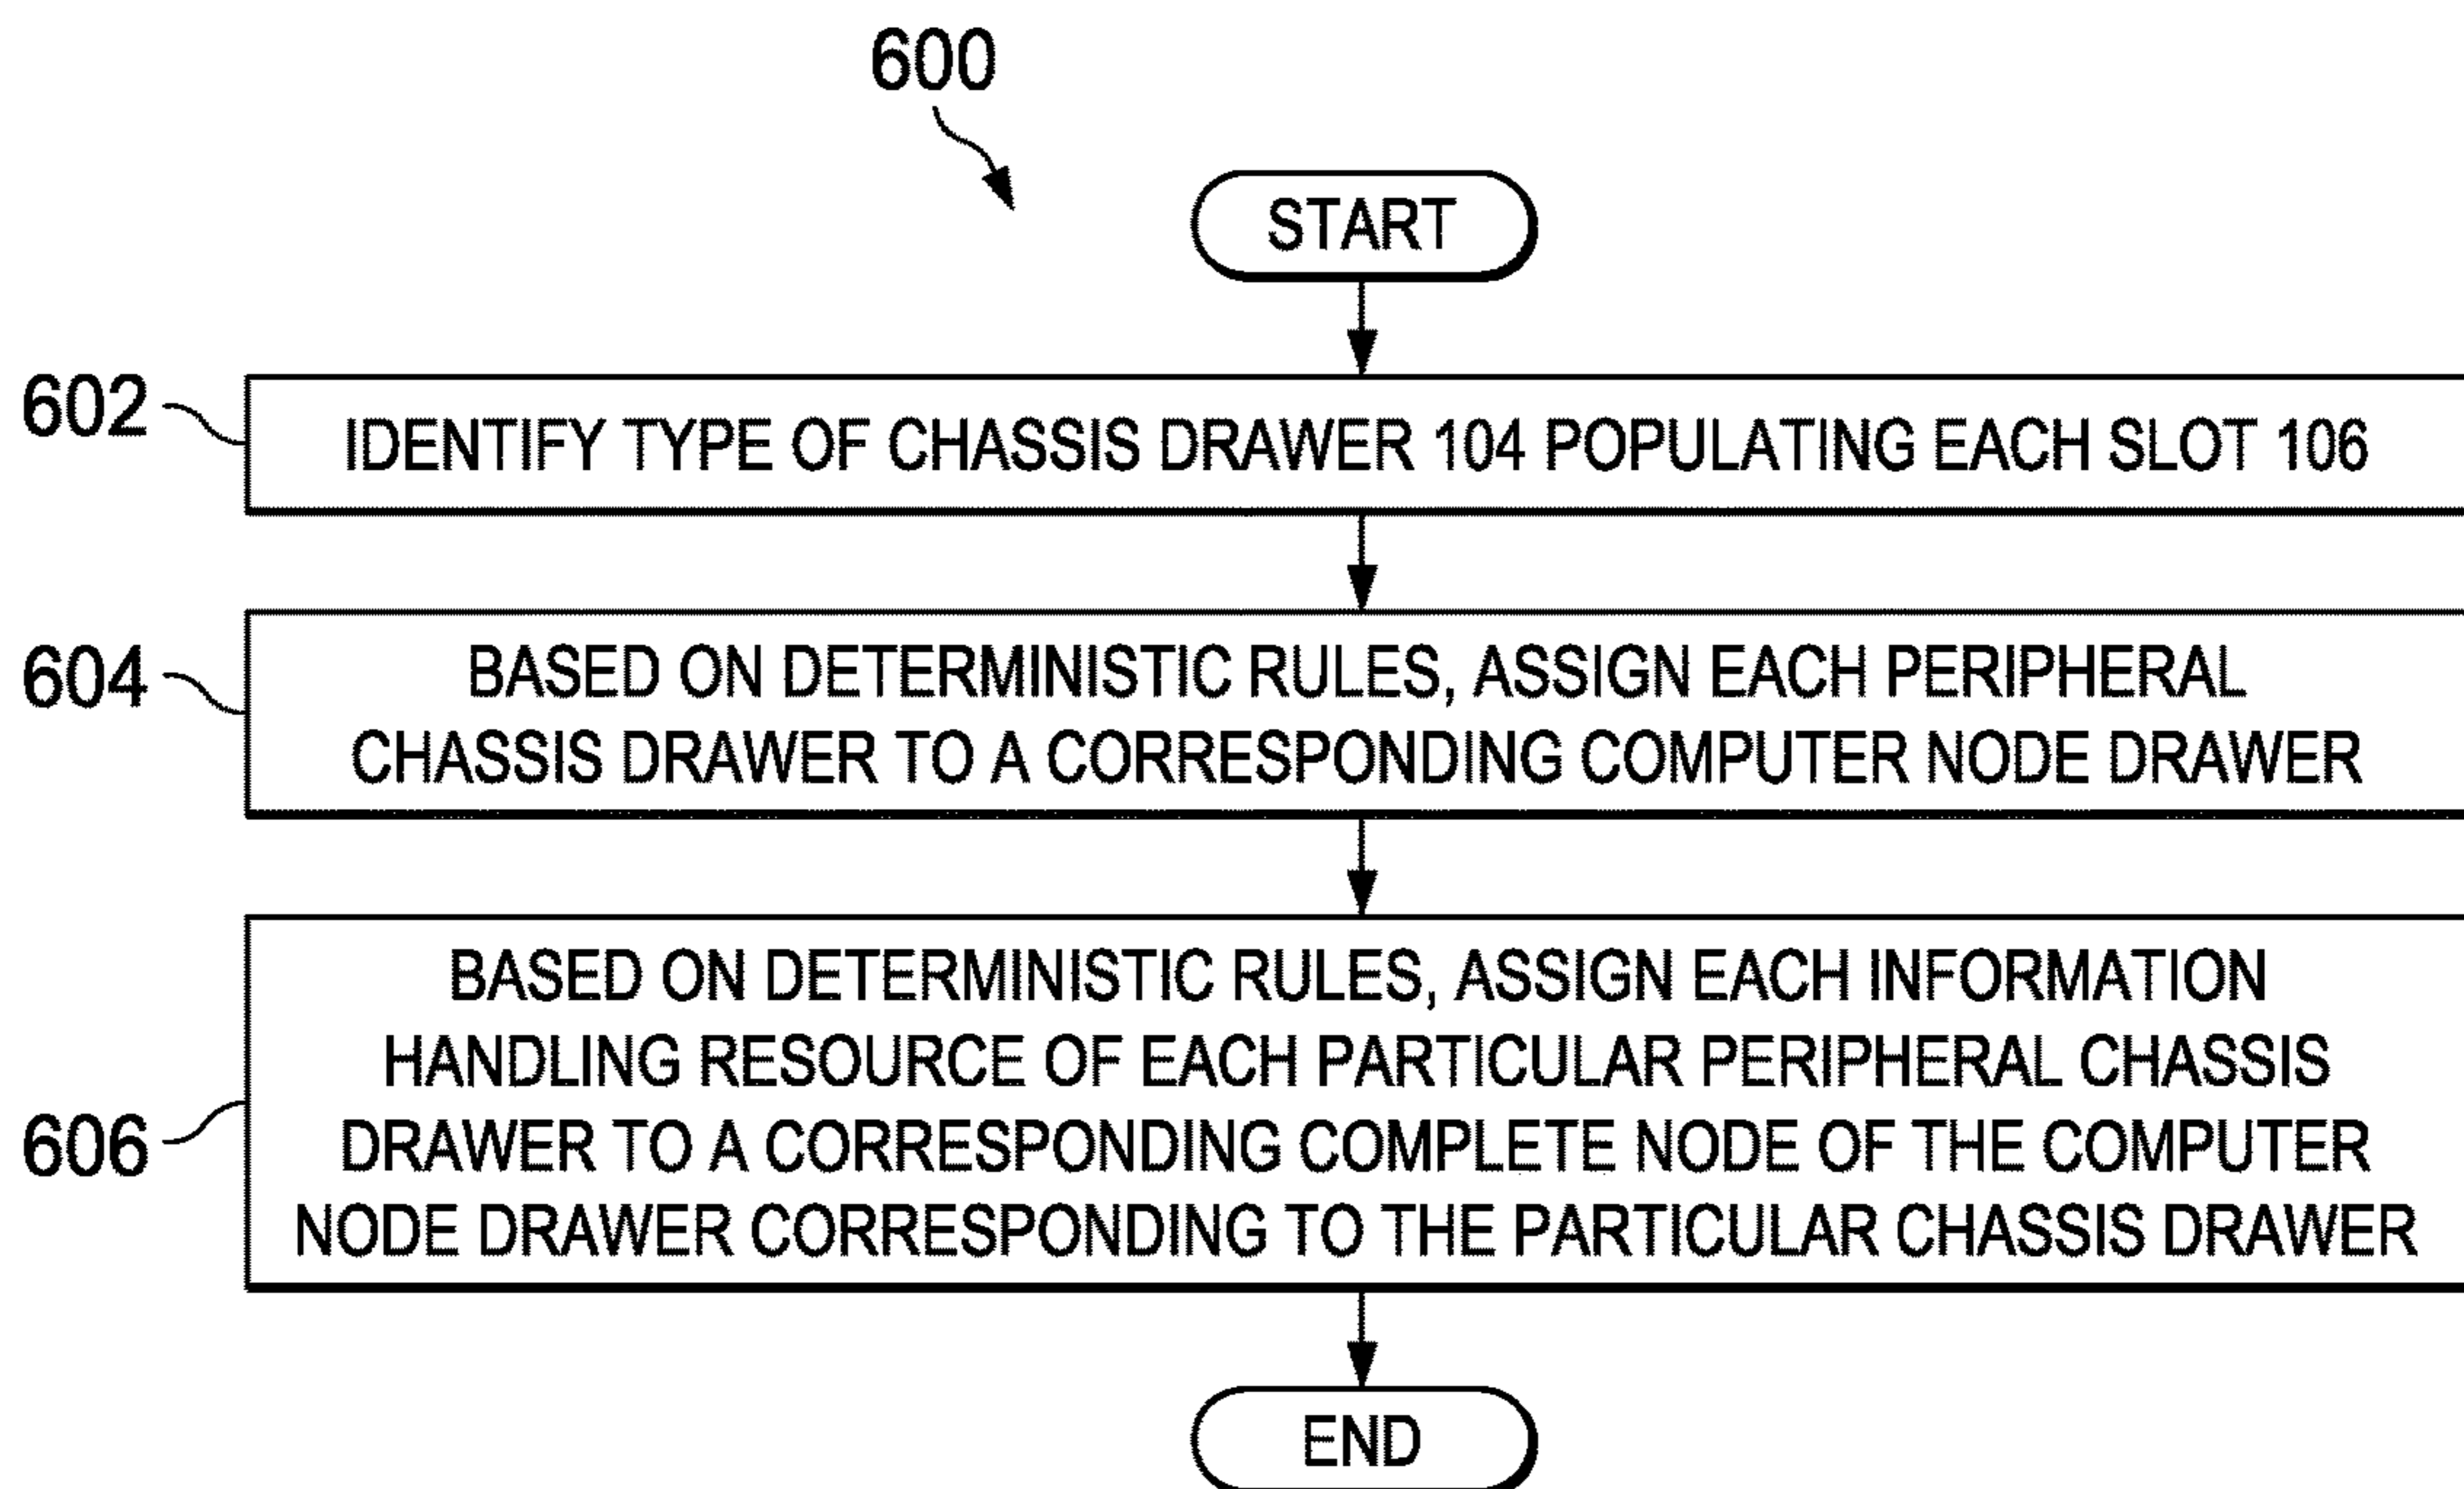 600
START
602
IDENTIFY TYPE OF CHASSIS DRAWER 104 POPULATING EACH SLOT 106
604
BASED ON DETERMINISTIC RULES, ASSIGN EACH PERIPHERAL
CHASSIS DRAWER TO A CORRESPONDING COMPUTER NODE DRAWER
606
BASED ON DETERMINISTIC RULES, ASSIGN EACH INFORMATION
HANDLING RESOURCE OF EACH PARTICULAR PERIPHERAL CHASSIS
DRAWER TO A CORRESPONDING COMPLETE NODE OF THE COMPUTER
NODE DRAWER CORRESPONDING TO THE PARTICULAR CHASSIS DRAWER
END